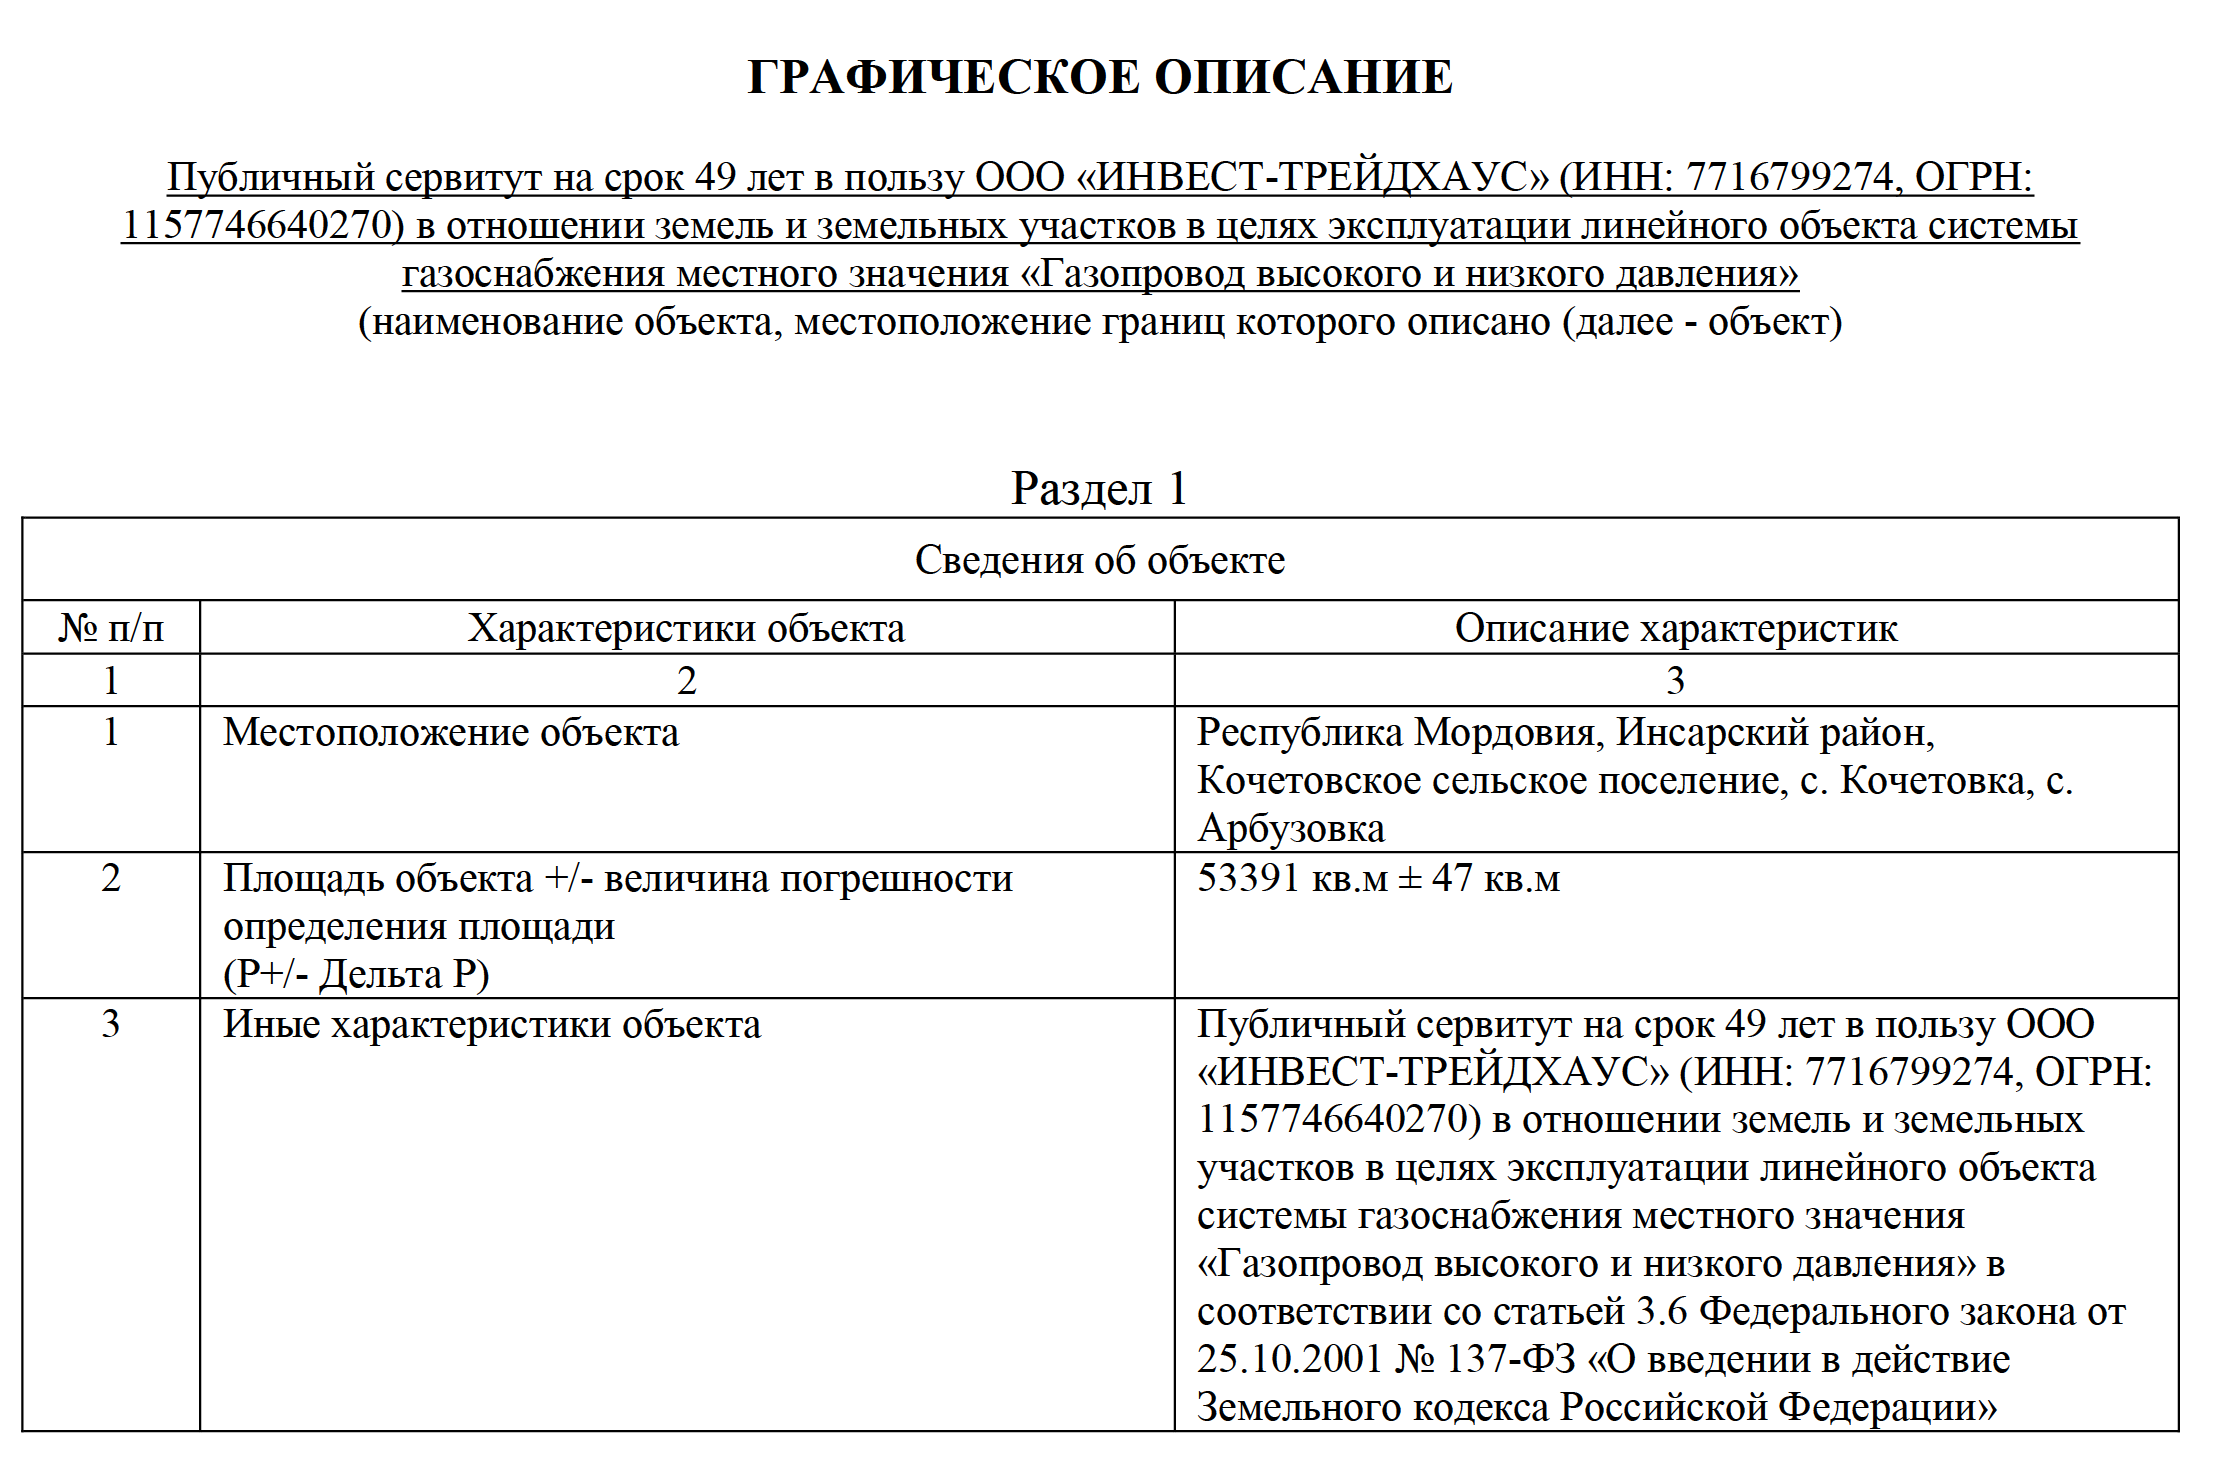 ГРАФИЧЕСКОЕ ОПИСАНИЕ
Публичный сервитут на срок 49 лет в пользу ООО «ИНВЕСТ-ТРЕЙДХАУС» (ИНН: 7716799274, ОГРН:
1157746640270) в отношении земель и земельных участков в целях эксплуатации линейного объекта системы
газоснабжения местного значения «Газопровод высокого и низкого давления»
(наименование объекта, местоположение границ которого описано (далее - объект)
Раздел 1
Сведения об объекте
№ п/п Характеристики объекта Описание характеристик
1 2 3
1 Местоположение объекта Республика Мордовия, Инсарский район,
Кочетовское сельское поселение, с. Кочетовка, с.
Арбузовка
2 Площадь объекта +/- величина погрешности 53391 кв.м ± 47 кв.м
определения площади
(Р+/- Дельта Р)
3 Иные характеристики объекта Публичный сервитут на срок 49 лет в пользу ООО
«ИНВЕСТ-ТРЕЙДХАУС» (ИНН: 7716799274, ОГРН:
1157746640270) в отношении земель и земельных
участков в целях эксплуатации линейного объекта
системы газоснабжения местного значения
«Газопровод высокого и низкого давления» в
соответствии со статьей 3.6 Федерального закона от
25.10.2001 № 137-ФЗ «О введении в действие
Земельного кодекса Российской Федерации»